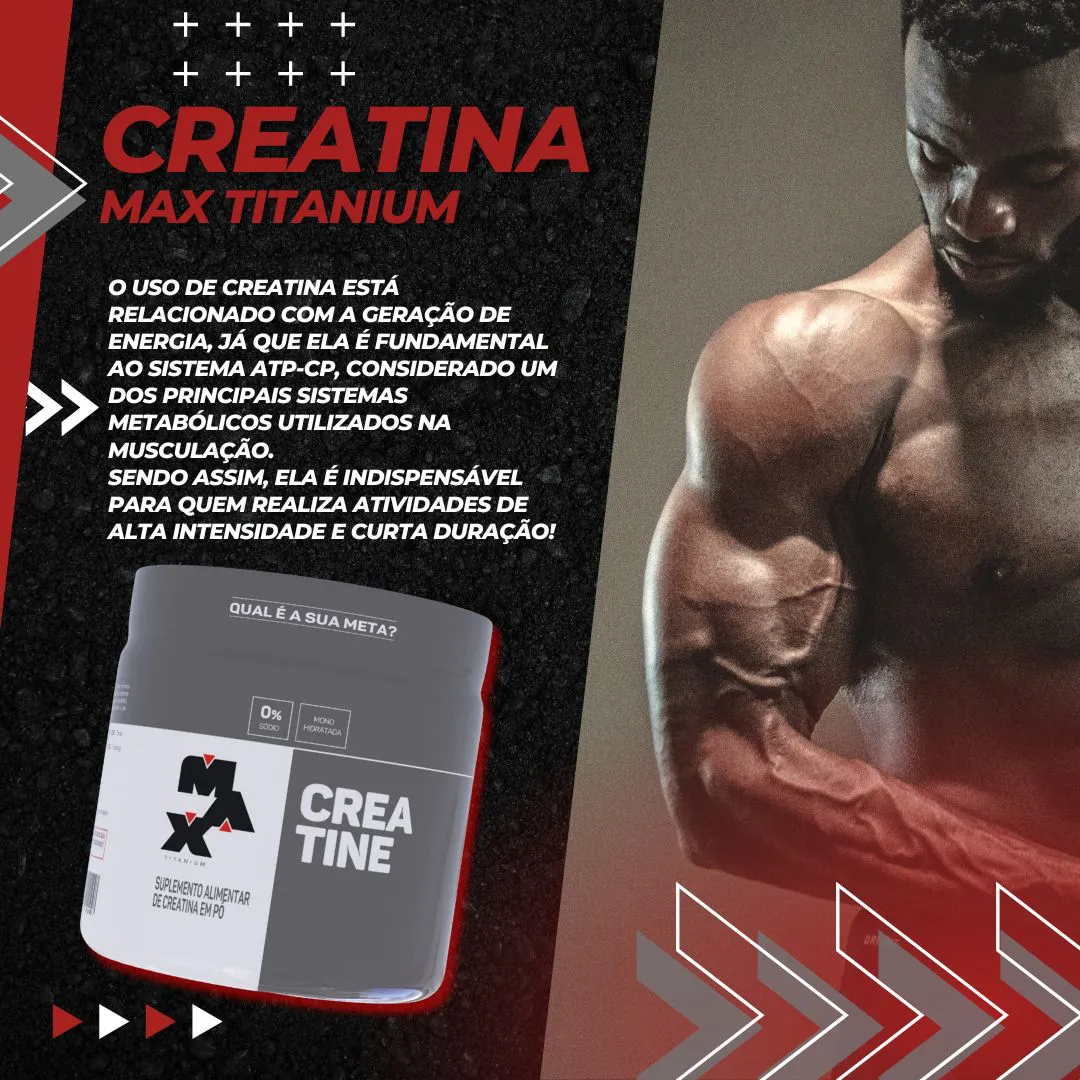 CREATINA
MAX TITANIUM
O USO DE CREATINA ESTÁ
RELACIONADO COM A GERAÇÃO DE
ENERGIA, JÁ QUE ELA É FUNDAMENTAL
AO SISTEMA ATP-CP, CONSIDERADO UM
DOS PRINCIPAIS SISTEMAS
METABÓLICOS UTILIZADOS NA
MUSCULAÇÃO.
SENDO ASSIM, ELA É INDISPENSÁVEL
PARA QUEM REALIZA ATIVIDADES DE
ALTA INTENSIDADE E CURTA DURAÇÃO!
QUAL É A SUA META?
0%
SÓDIO
MONO
HIDRATADA
MAX
TITANIUM
CREA
TINE
SUPLEMENTO ALIMENTAR
DE CREATINA EM PÓ